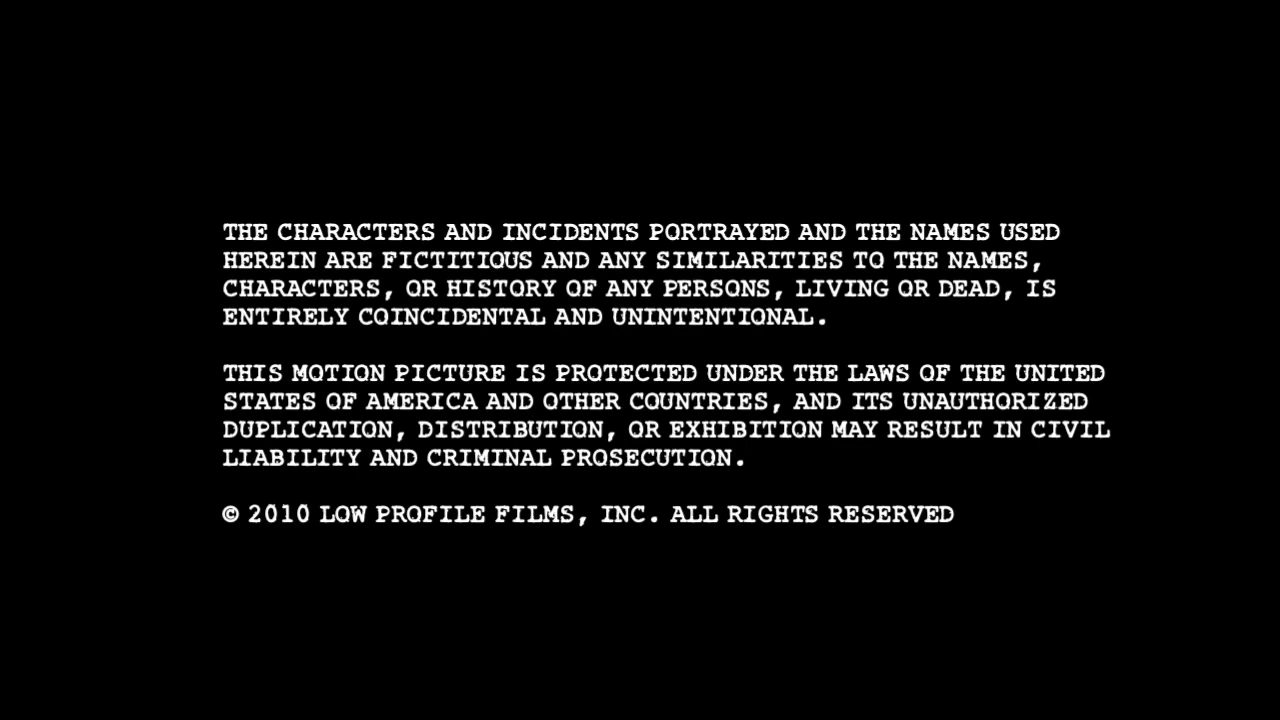 THE CHARACTERS AND INCIDENTS PORTRAYED AND THE NAMES USED
HEREIN ARE FICTITIOUS AND ANY SIMILARITIES TO THE NAMES,
CHARACTERS, OR HISTORY OF ANY PERSONS, LIVING OR DEAD, IS
ENTIRELY COINCIDENTAL AND UNINTENTIONAL.
THIS MOTION PICTURE IS PROTECTED UNDER THE LAWS OF THE UNITED
STATES OF AMERICA AND OTHER COUNTRIES, AND ITS UNAUTHORIZED
DUPLICATION, DISTRIBUTION, OR EXHIBITION MAY RESULT IN CIVIL
LIABILITY AND CRIMINAL PROSECUTION.
© 2010 LOW PROFILE FILMS, INC. ALL RIGHTS RESERVED